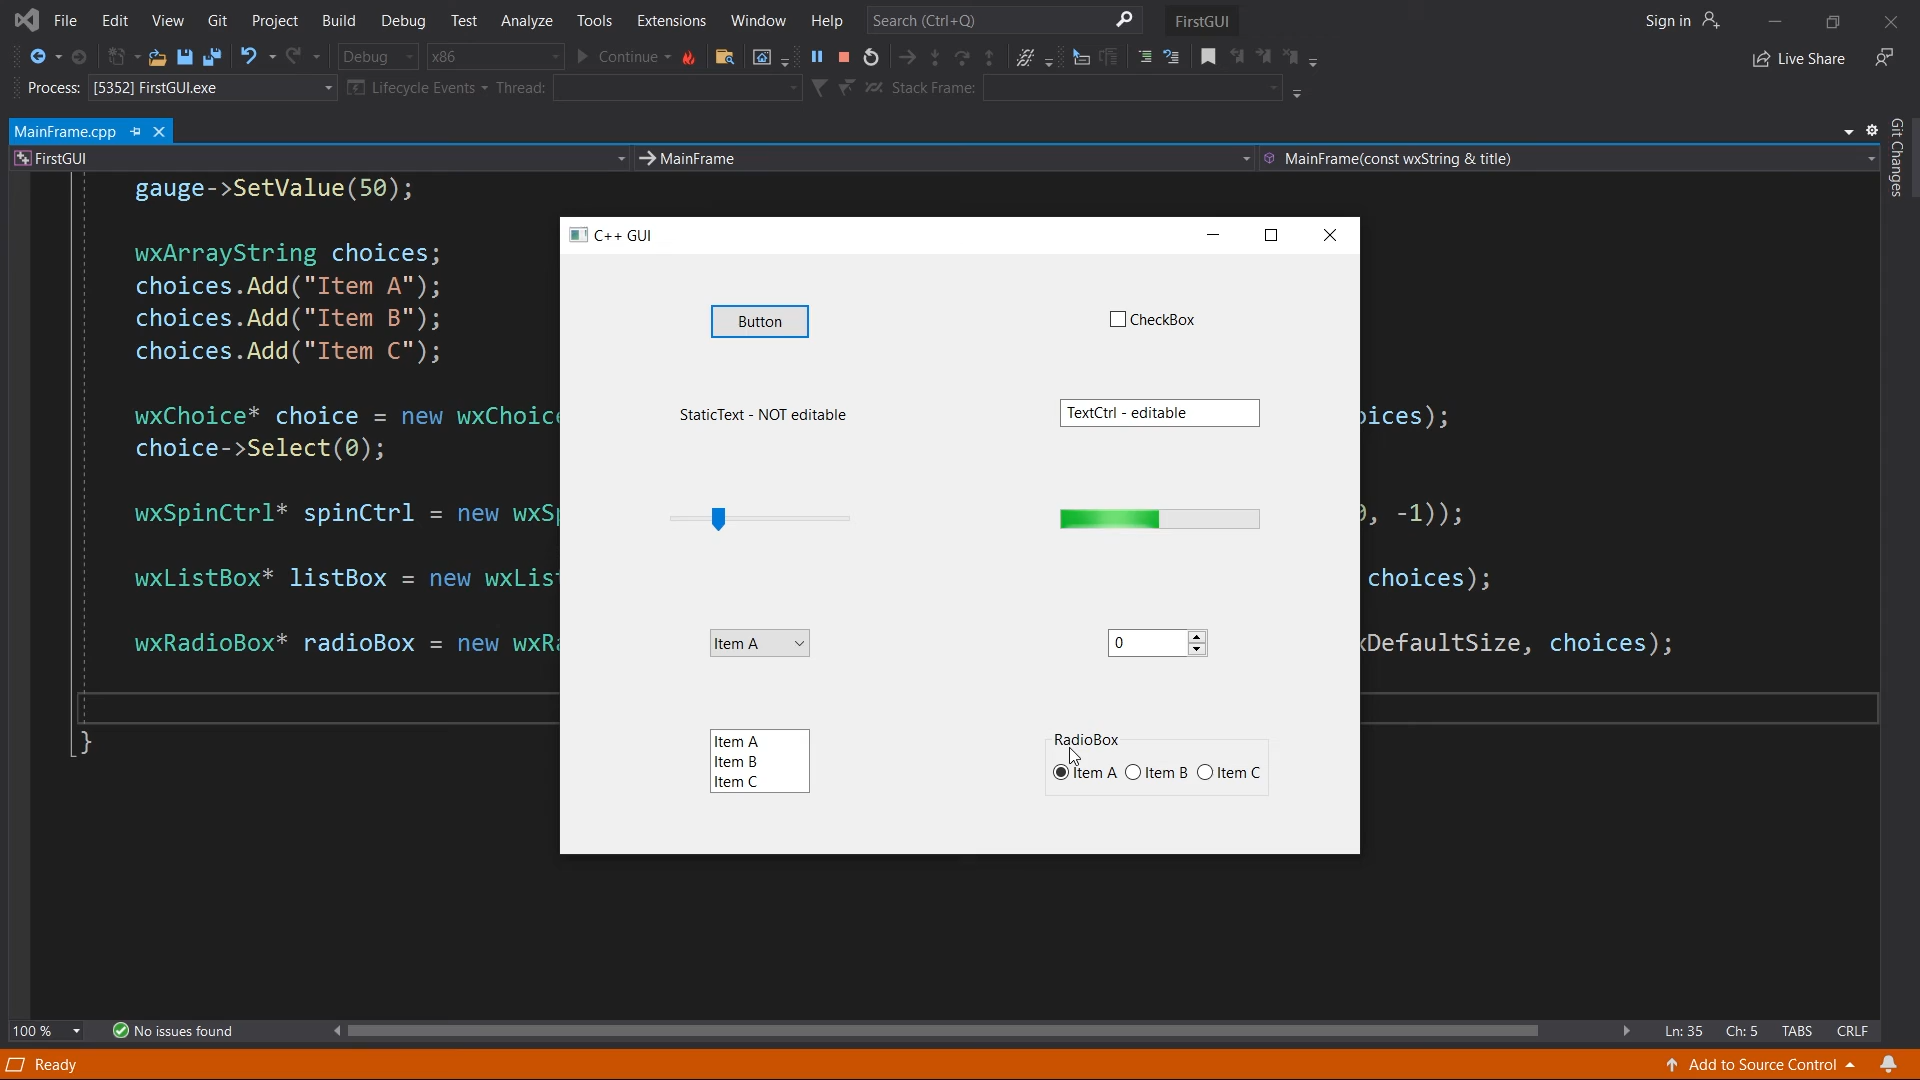 File Edit View Git Project Build Debug Test Analyze Tools Extensions Window Help Search (Ctrl+Q) FirstGUI Sign in
Debug x86 Continue Live Share
Process: [5352] FirstGUI.exe Lifecycle Events Thread: Stack Frame:
MainFrame.cpp
FirstGUI MainFrame MainFrame(const wxString & title)
Git Changes
gauge->SetValue(50);
wxArrayString choices;
choices.Add("Item A");
choices.Add("Item B");
choices.Add("Item C");
wxChoice* choice = new wxChoice oices);
choice->Select(0);
wxSpinCtrl* spinCtrl = new wxSp , -1));
wxListBox* listBox = new wxList choices);
wxRadioBox* radioBox = new wxRa DefaultSize, choices);
}
C++ GUI
Button CheckBox
StaticText - NOT editable TextCtrl - editable
Item A 0
Item A
Item B
Item C
RadioBox
Item A Item B Item C
100 % No issues found Ln: 35 Ch: 5 TABS CRLF
Ready Add to Source Control